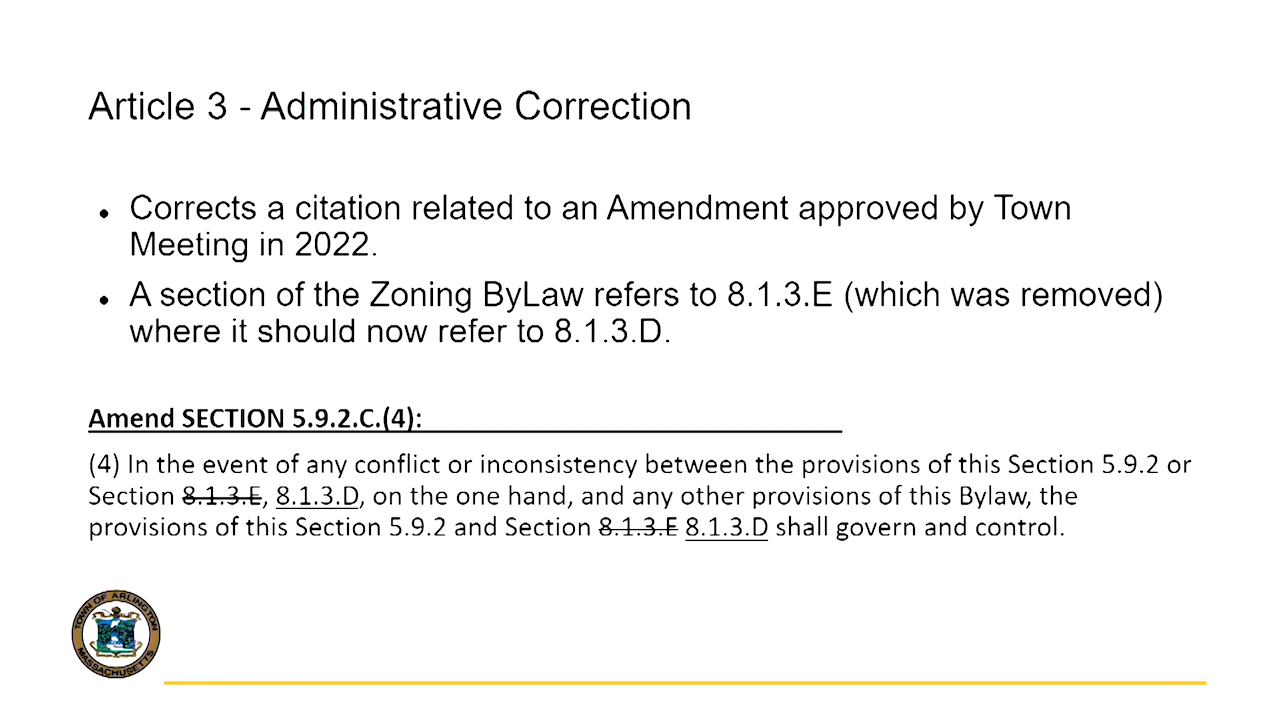 Article 3 - Administrative Correction
• Corrects a citation related to an Amendment approved by Town
Meeting in 2022.
• A section of the Zoning ByLaw refers to 8.1.3.E (which was removed)
where it should now refer to 8.1.3.D.
Amend SECTION 5.9.2.C.(4):
(4) In the event of any conflict or inconsistency between the provisions of this Section 5.9.2 or
Section 8.1.3.E, 8.1.3.D, on the one hand, and any other provisions of this Bylaw, the
provisions of this Section 5.9.2 and Section 8.1.3.E 8.1.3.D shall govern and control.
TOWN OF ARLINGTON
MASSACHUSETTS